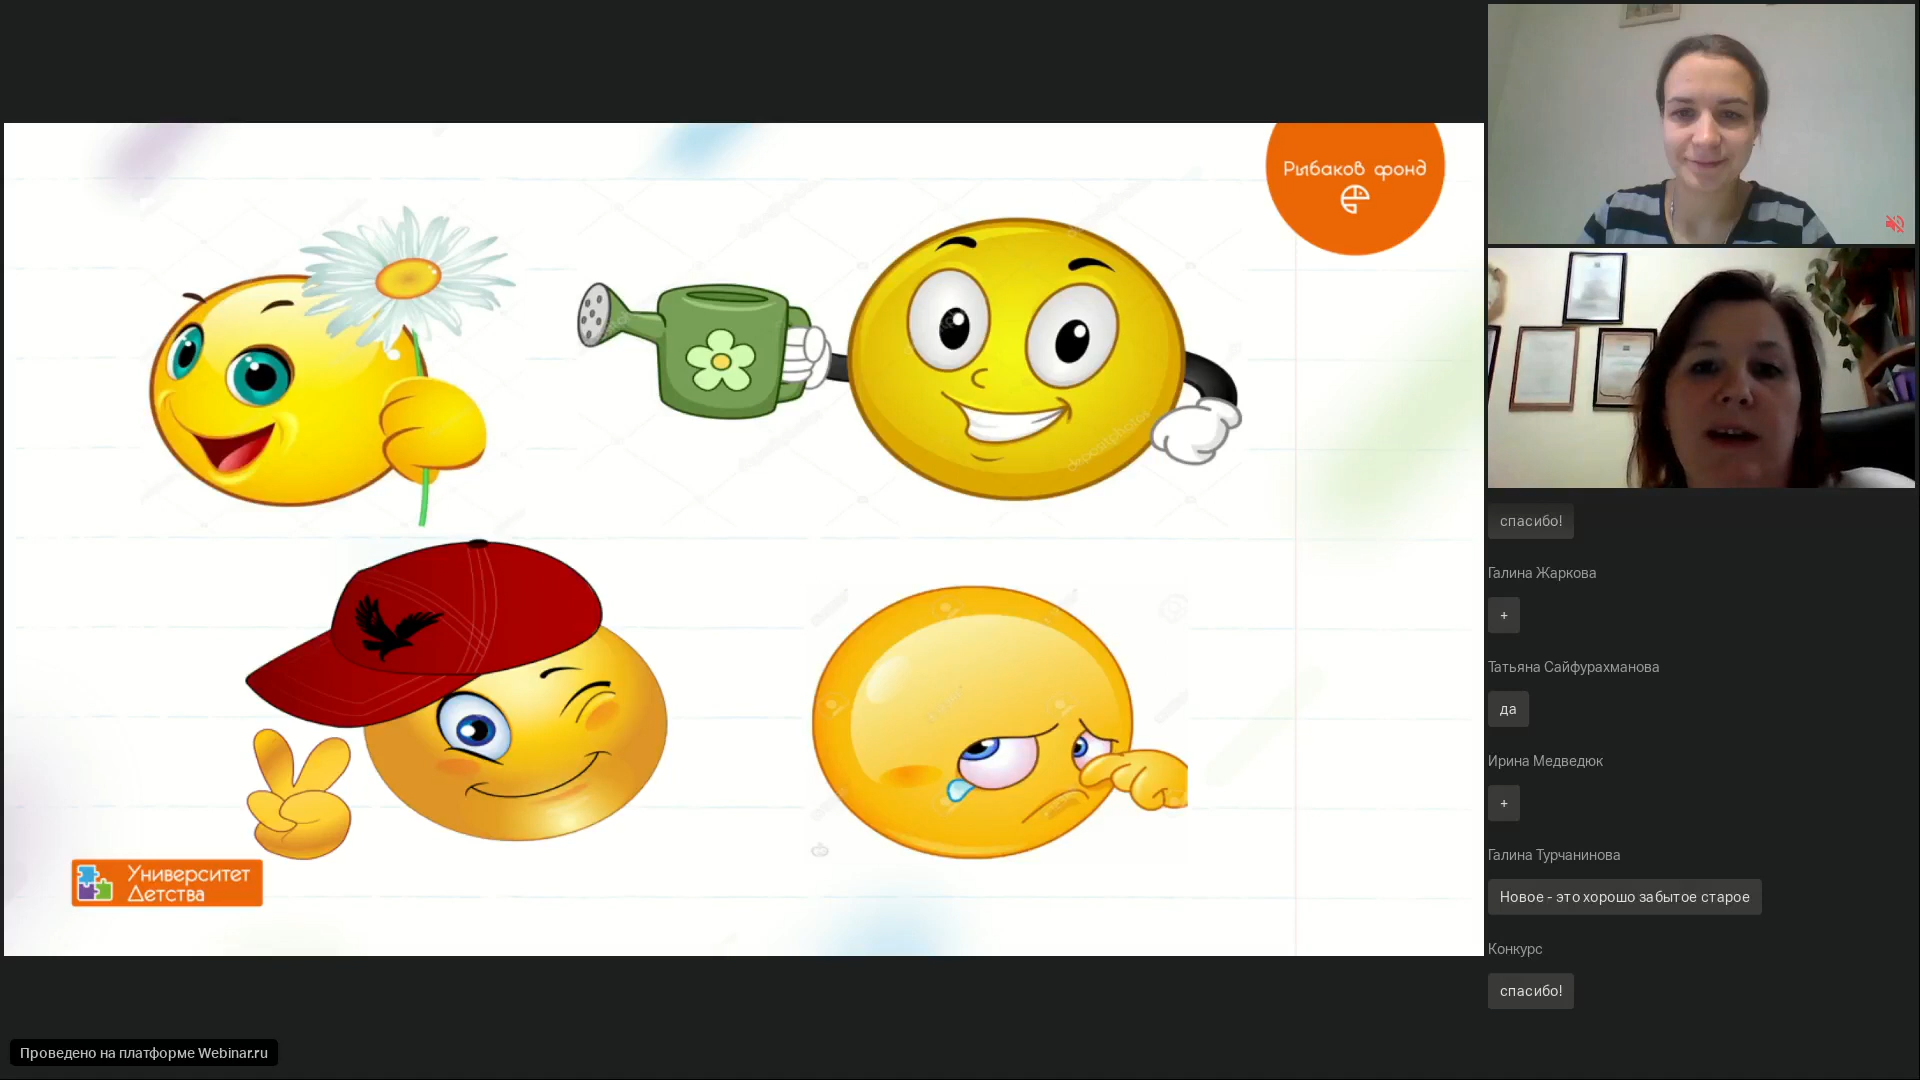 Рыбаков фонд
Университет
Детства
спасибо!
Галина Жаркова
+
Татьяна Сайфурахманова
да
Ирина Медведюк
+
Галина Турчанинова
Новое - это хорошо забытое старое
Конкурс
спасибо!
Проведено на платформе Webinar.ru